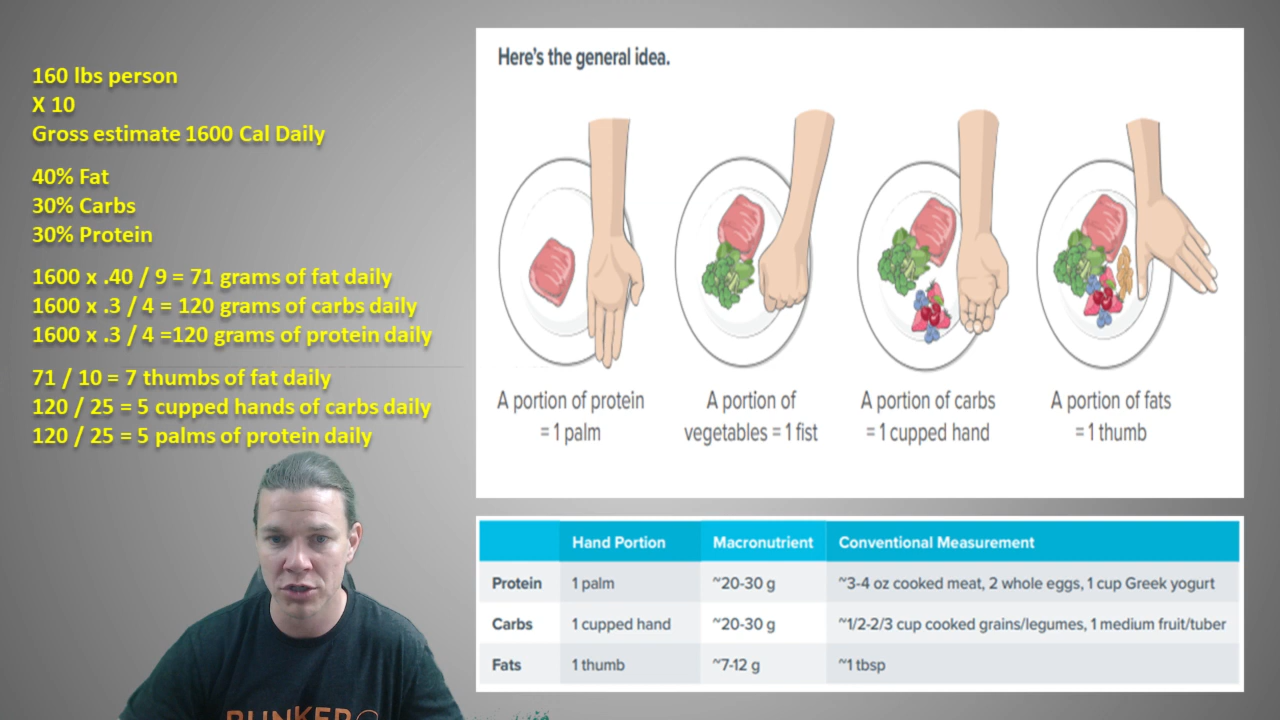 160 lbs person
X 10
Gross estimate 1600 Cal Daily
40% Fat
30% Carbs
30% Protein
1600 x .40 / 9 = 71 grams of fat daily
1600 x .3 / 4 = 120 grams of carbs daily
1600 x .3 / 4 =120 grams of protein daily
71 / 10 = 7 thumbs of fat daily
120 / 25 = 5 cupped hands of carbs daily
120 / 25 = 5 palms of protein daily
Here's the general idea.
A portion of protein
= 1 palm
A portion of
vegetables = 1 fist
A portion of carbs
= 1 cupped hand
A portion of fats
= 1 thumb
Hand Portion Macronutrient Conventional Measurement
Protein 1 palm ~20-30 g ~3-4 oz cooked meat, 2 whole eggs, 1 cup Greek yogurt
Carbs 1 cupped hand ~20-30 g ~1/2-2/3 cup cooked grains/legumes, 1 medium fruit/tuber
Fats 1 thumb ~7-12 g ~1 tbsp